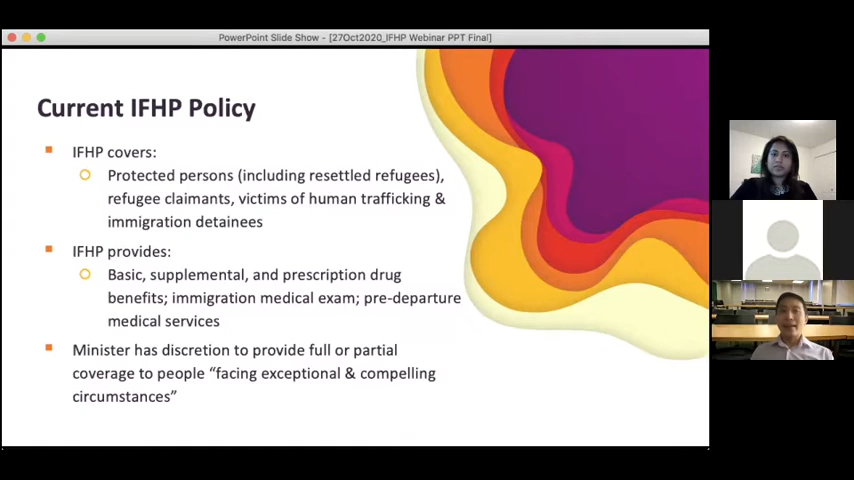 PowerPoint Slide Show - [27Oct2020_IFHP Webinar PPT Final]
Current IFHP Policy
IFHP covers:
Protected persons (including resettled refugees),
refugee claimants, victims of human trafficking &
immigration detainees
IFHP provides:
Basic, supplemental, and prescription drug
benefits; immigration medical exam; pre-departure
medical services
Minister has discretion to provide full or partial
coverage to people “facing exceptional & compelling
circumstances”